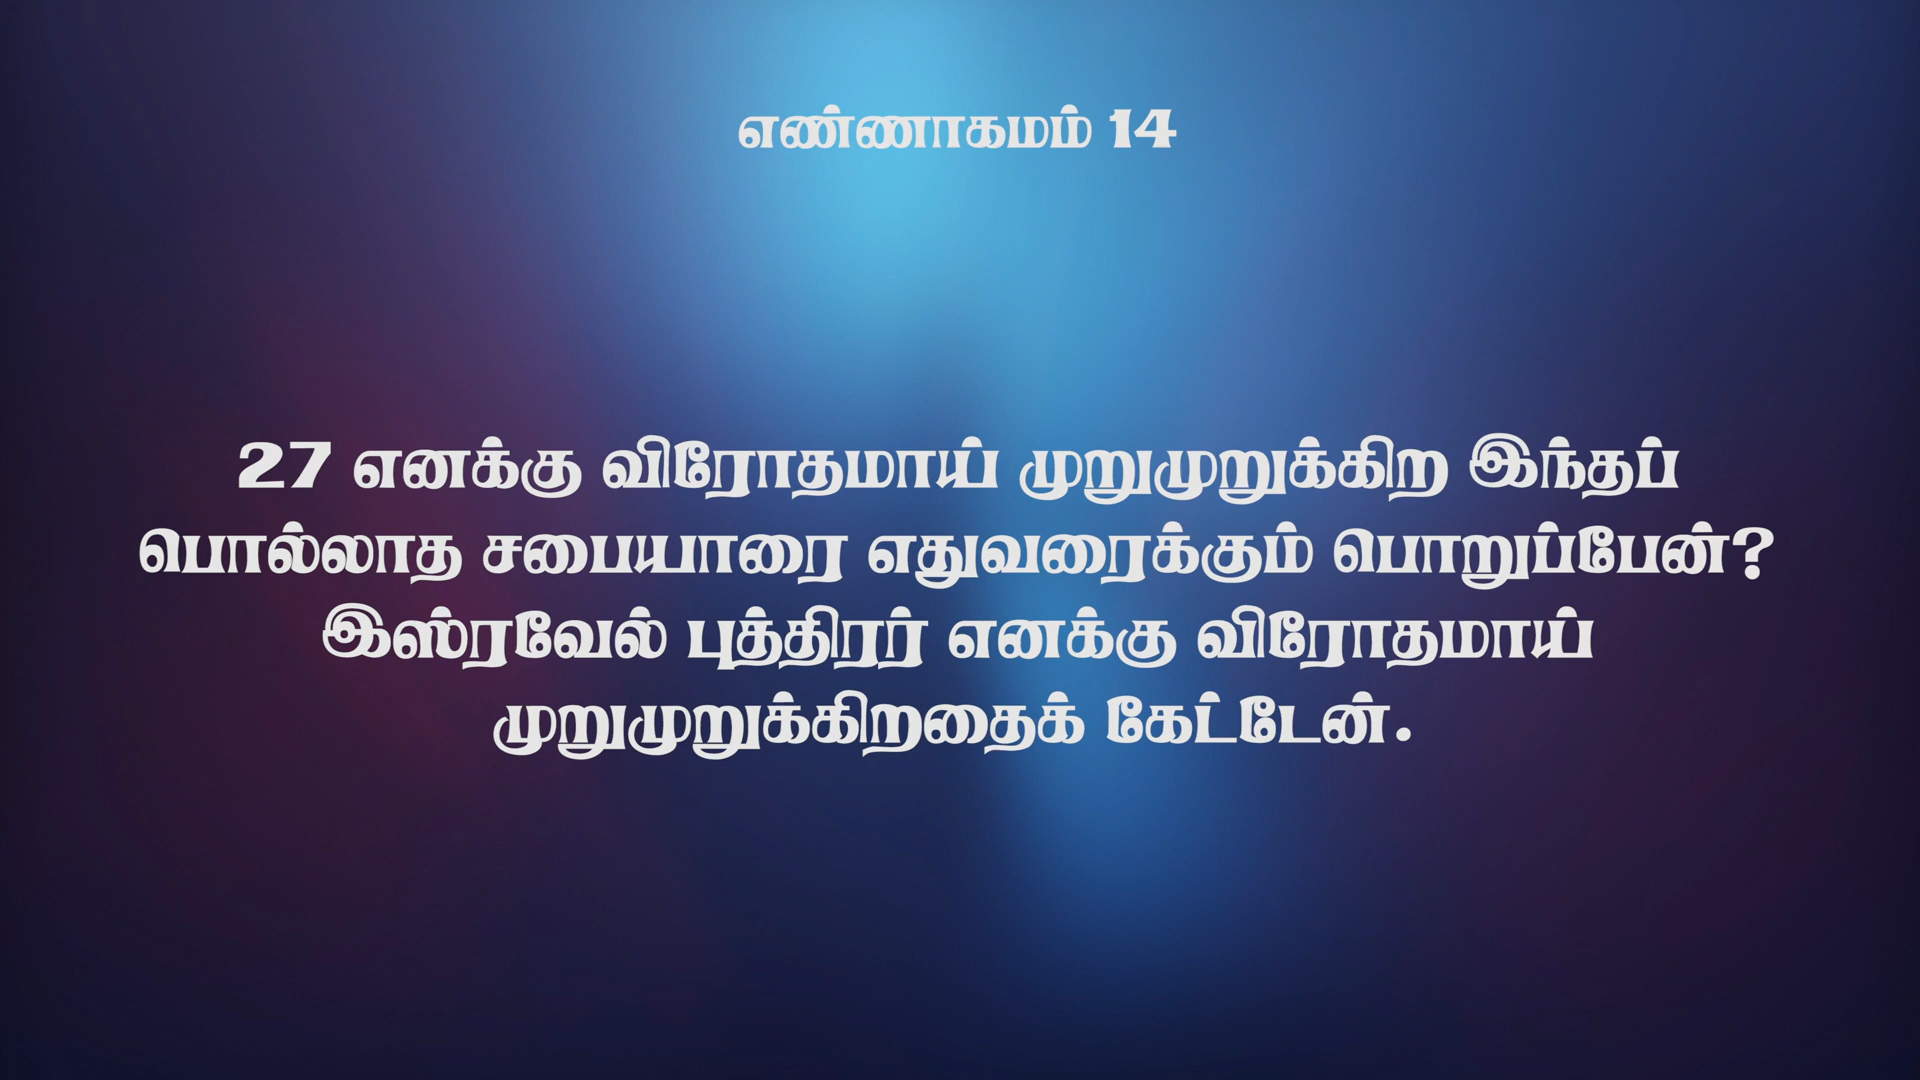 எண்ணாகமம் 14
27 எனக்கு விரோதமாய் முறுமுறுக்கிற இந்தப்
பொல்லாத சபையாரை எதுவரைக்கும் பொறுப்பேன்?
இஸ்ரவேல் புத்திரர் எனக்கு விரோதமாய்
முறுமுறுக்கிறதைக் கேட்டேன்.